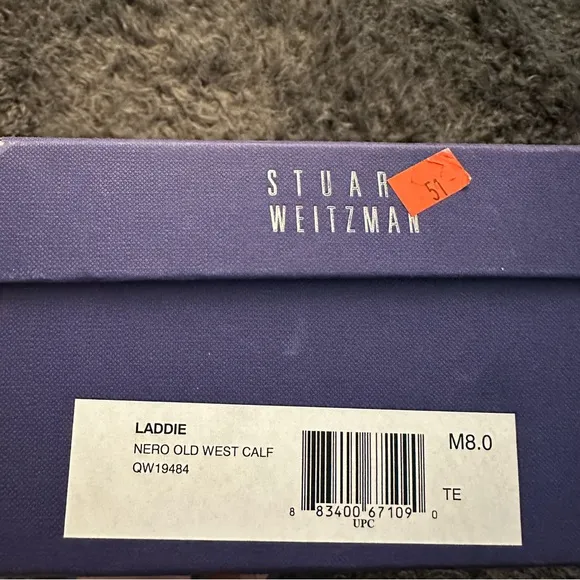 STUAR
WEITZMAN
51
LADDIE
NERO OLD WEST CALF
QW19484
M8.0
TE
8 83400 67109 0
UPC